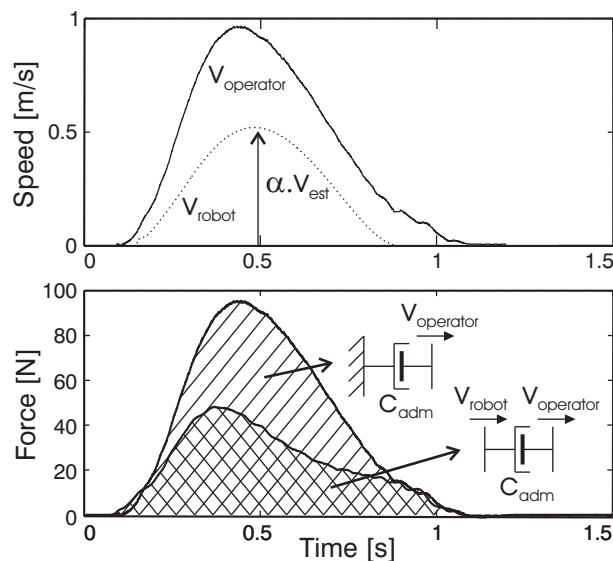 1
0.5
0
Speed [m/s]
V_operator
V_robot
α.V_est
0
0.5
1
1.5
100
80
60
40
20
0
Force [N]
V_operator
C_adm
V_robot V_operator
C_adm
0
0.5
1
1.5
Time [s]